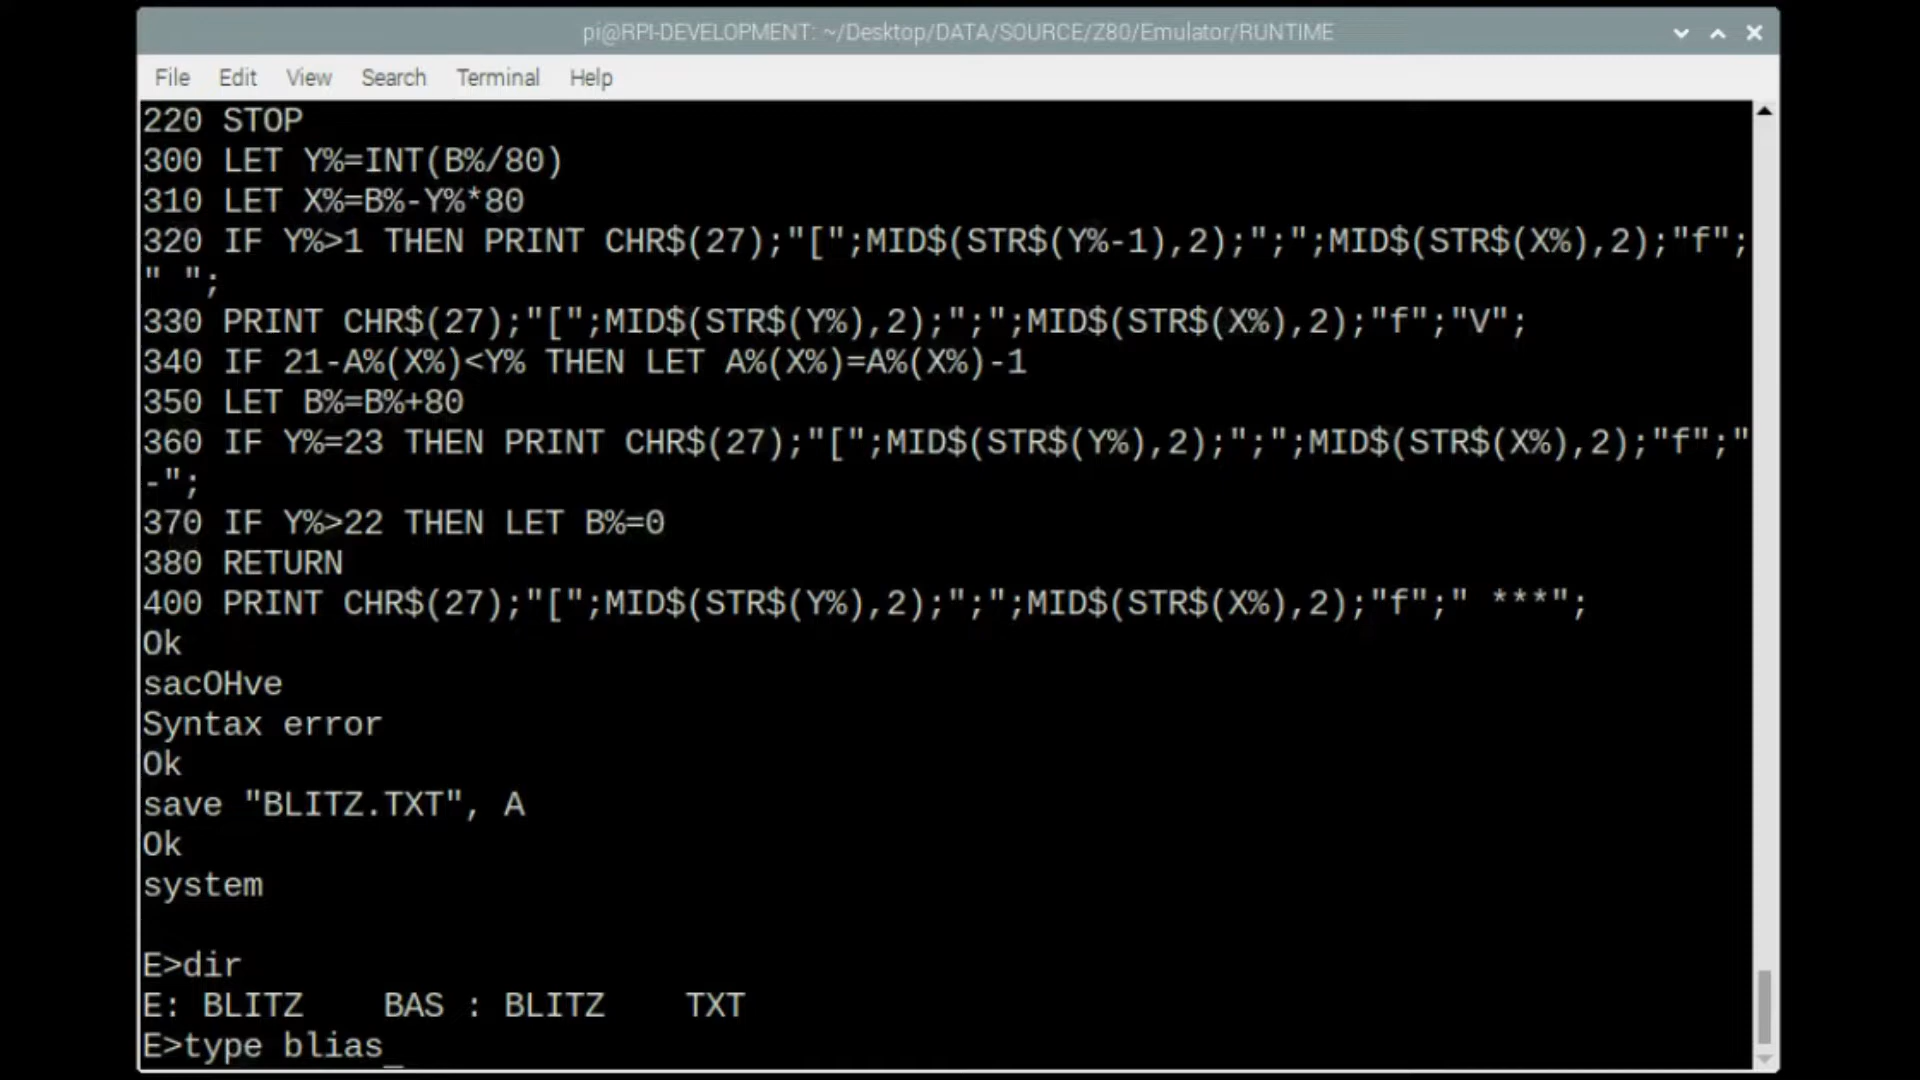 pi@RPI-DEVELOPMENT: ~/Desktop/DATA/SOURCE/Z80/Emulator/RUNTIME
File Edit View Search Terminal Help
220 STOP
300 LET Y%=INT(B%/80)
310 LET X%=B%-Y%*80
320 IF Y%>1 THEN PRINT CHR$(27);"[";MID$(STR$(Y%-1),2);";";MID$(STR$(X%),2);"f";
" ";
330 PRINT CHR$(27);"[";MID$(STR$(Y%),2);";";MID$(STR$(X%),2);"f";"V";
340 IF 21-A%(X%)<Y% THEN LET A%(X%)=A%(X%)-1
350 LET B%=B%+80
360 IF Y%=23 THEN PRINT CHR$(27);"[";MID$(STR$(Y%),2);";";MID$(STR$(X%),2);"f";"
-";
370 IF Y%>22 THEN LET B%=0
380 RETURN
400 PRINT CHR$(27);"[";MID$(STR$(Y%),2);";";MID$(STR$(X%),2);"f";" ***";
Ok
sacOHve
Syntax error
Ok
save "BLITZ.TXT", A
Ok
system
E>dir
E: BLITZ    BAS : BLITZ    TXT
E>type blias_